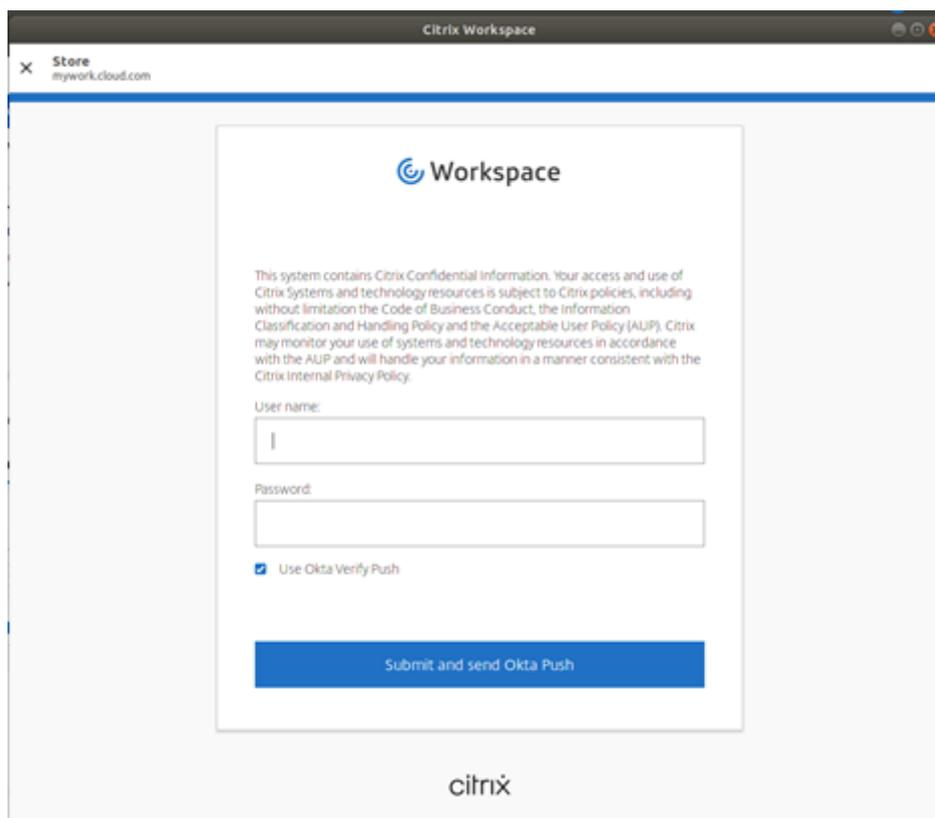 Citrix Workspace
Store
mywork.cloud.com
Workspace
This system contains Citrix Confidential Information. Your access and use of
Citrix Systems and technology resources is subject to Citrix policies, including
without limitation the Code of Business Conduct, the Information
Classification and Handling Policy and the Acceptable User Policy (AUP). Citrix
may monitor your use of systems and technology resources in accordance
with the AUP and will handle your information in a manner consistent with the
Citrix Internal Privacy Policy.
User name:
Password:
Use Okta Verify Push
Submit and send Okta Push
citrix